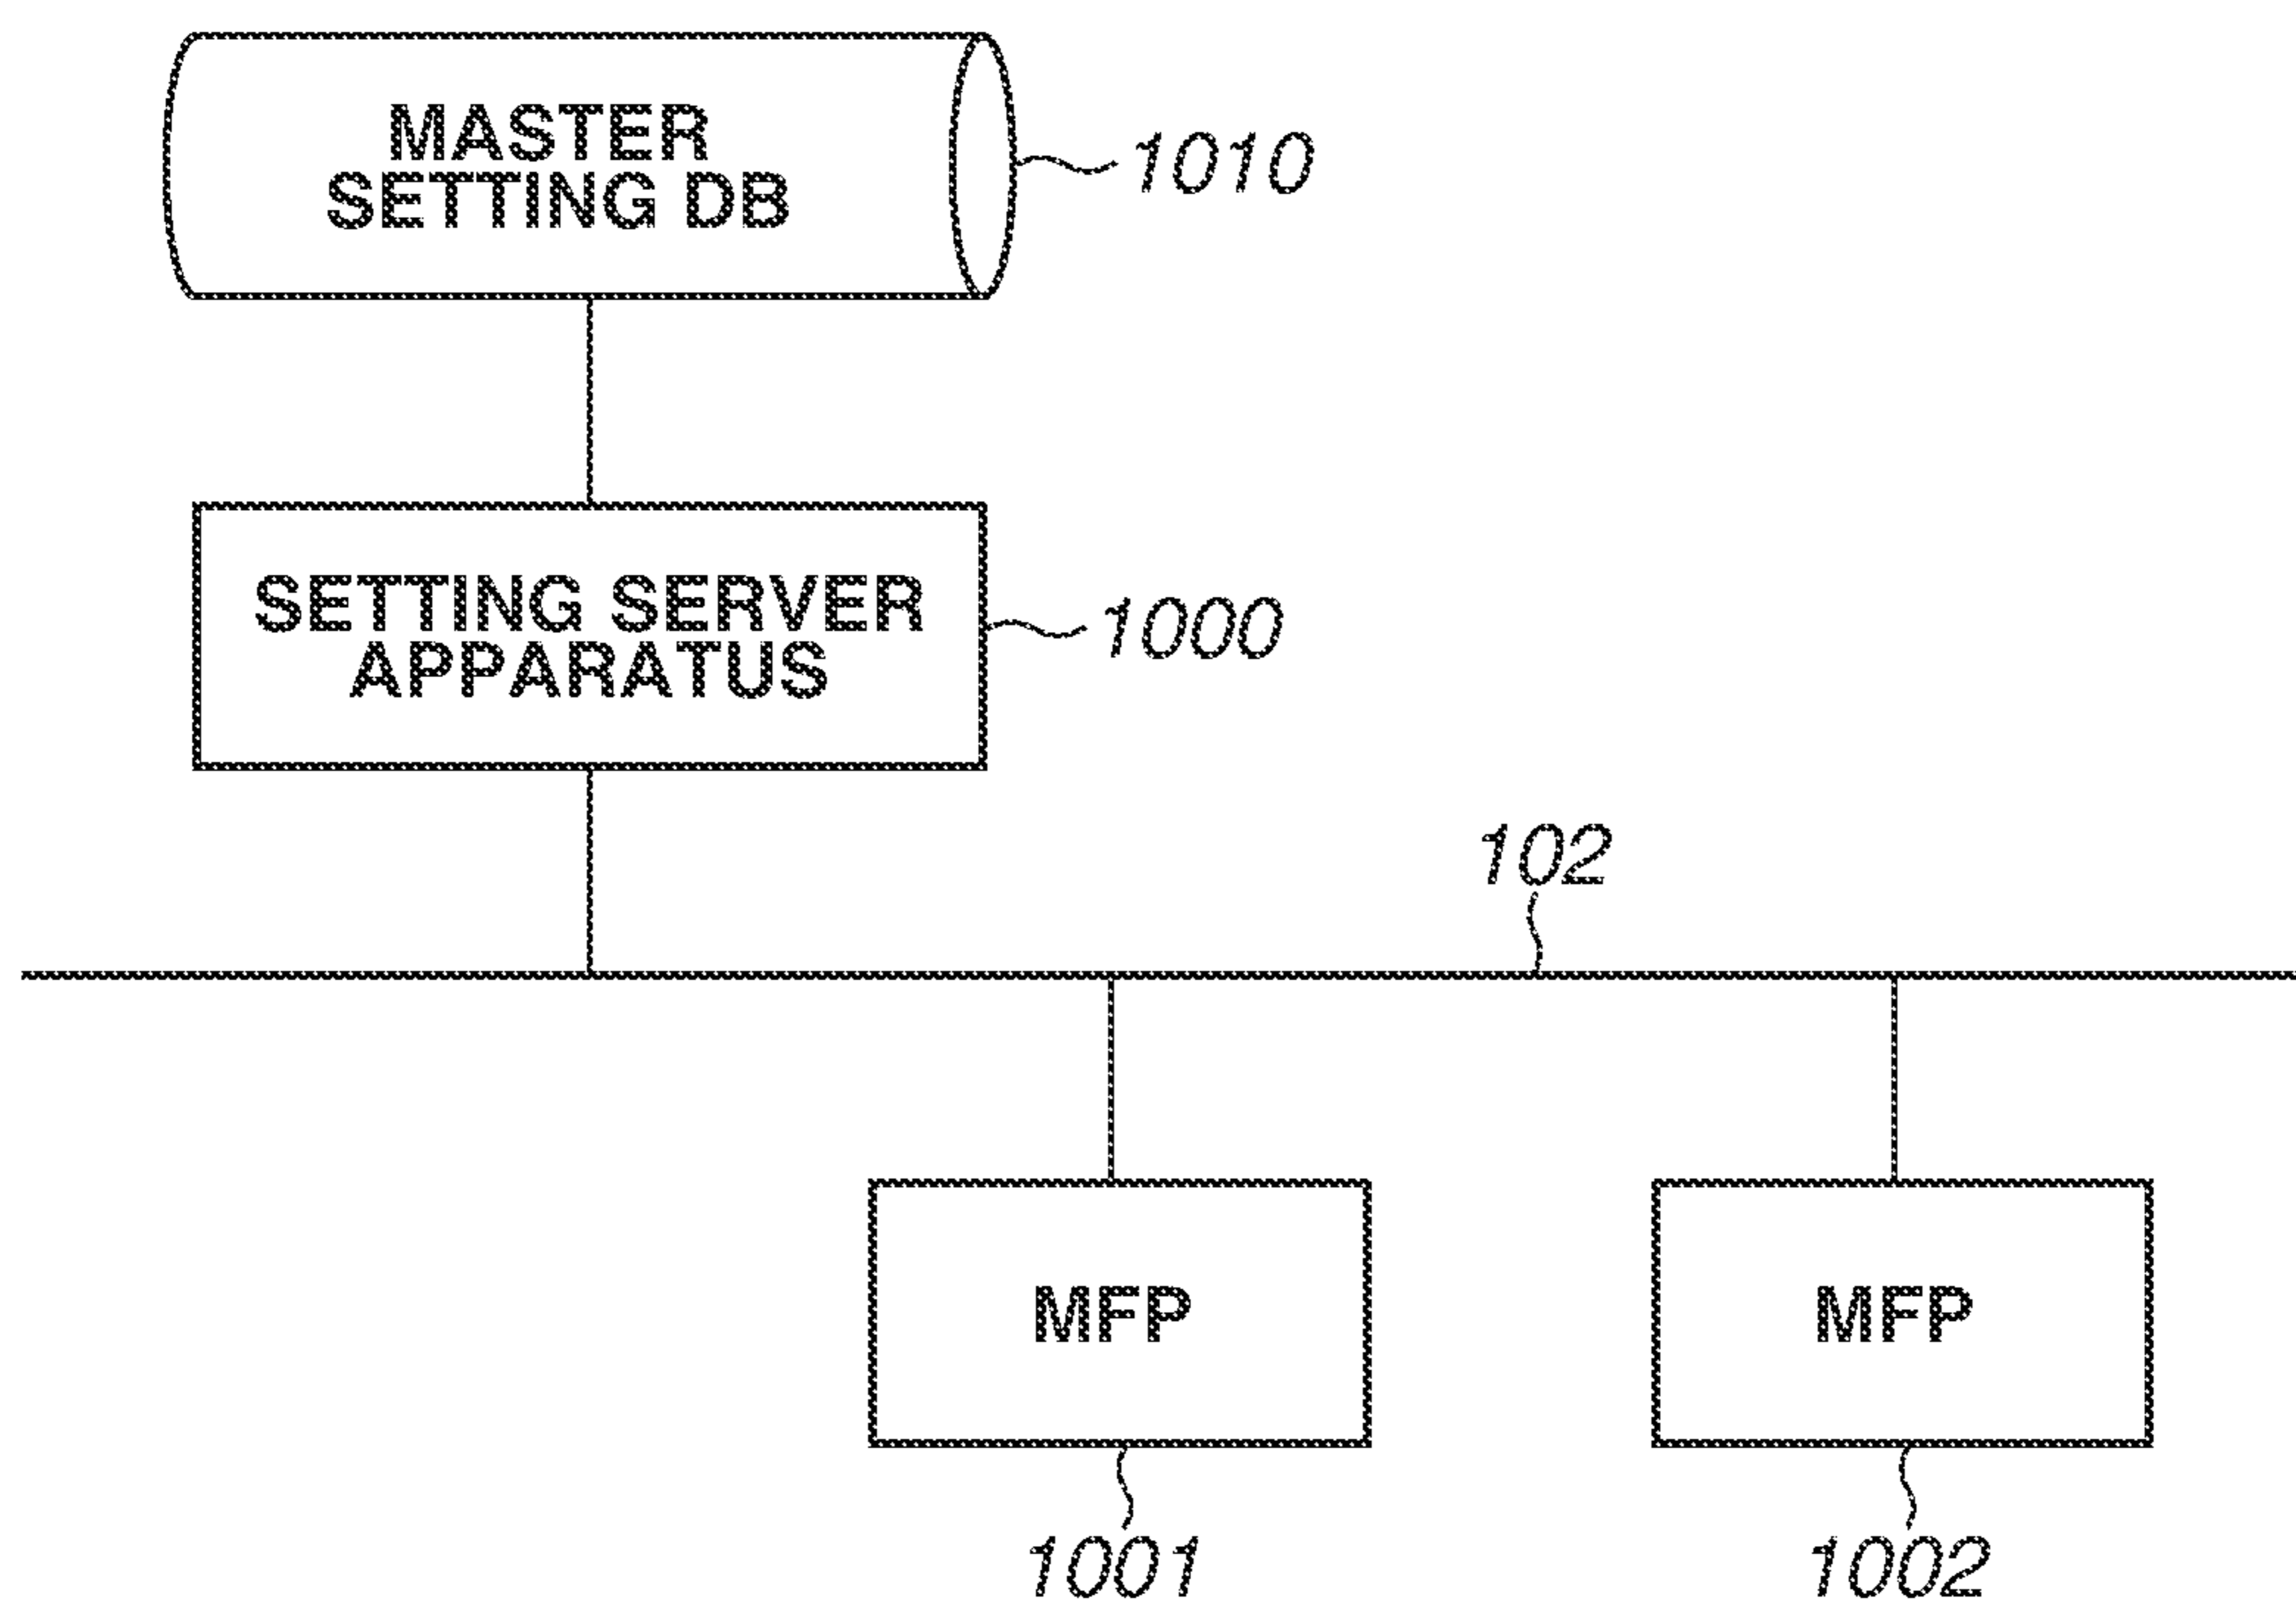 MASTER
SETTING DB
1010
SETTING SERVER
APPARATUS
1000
102
MFP
MFP
1001
1002